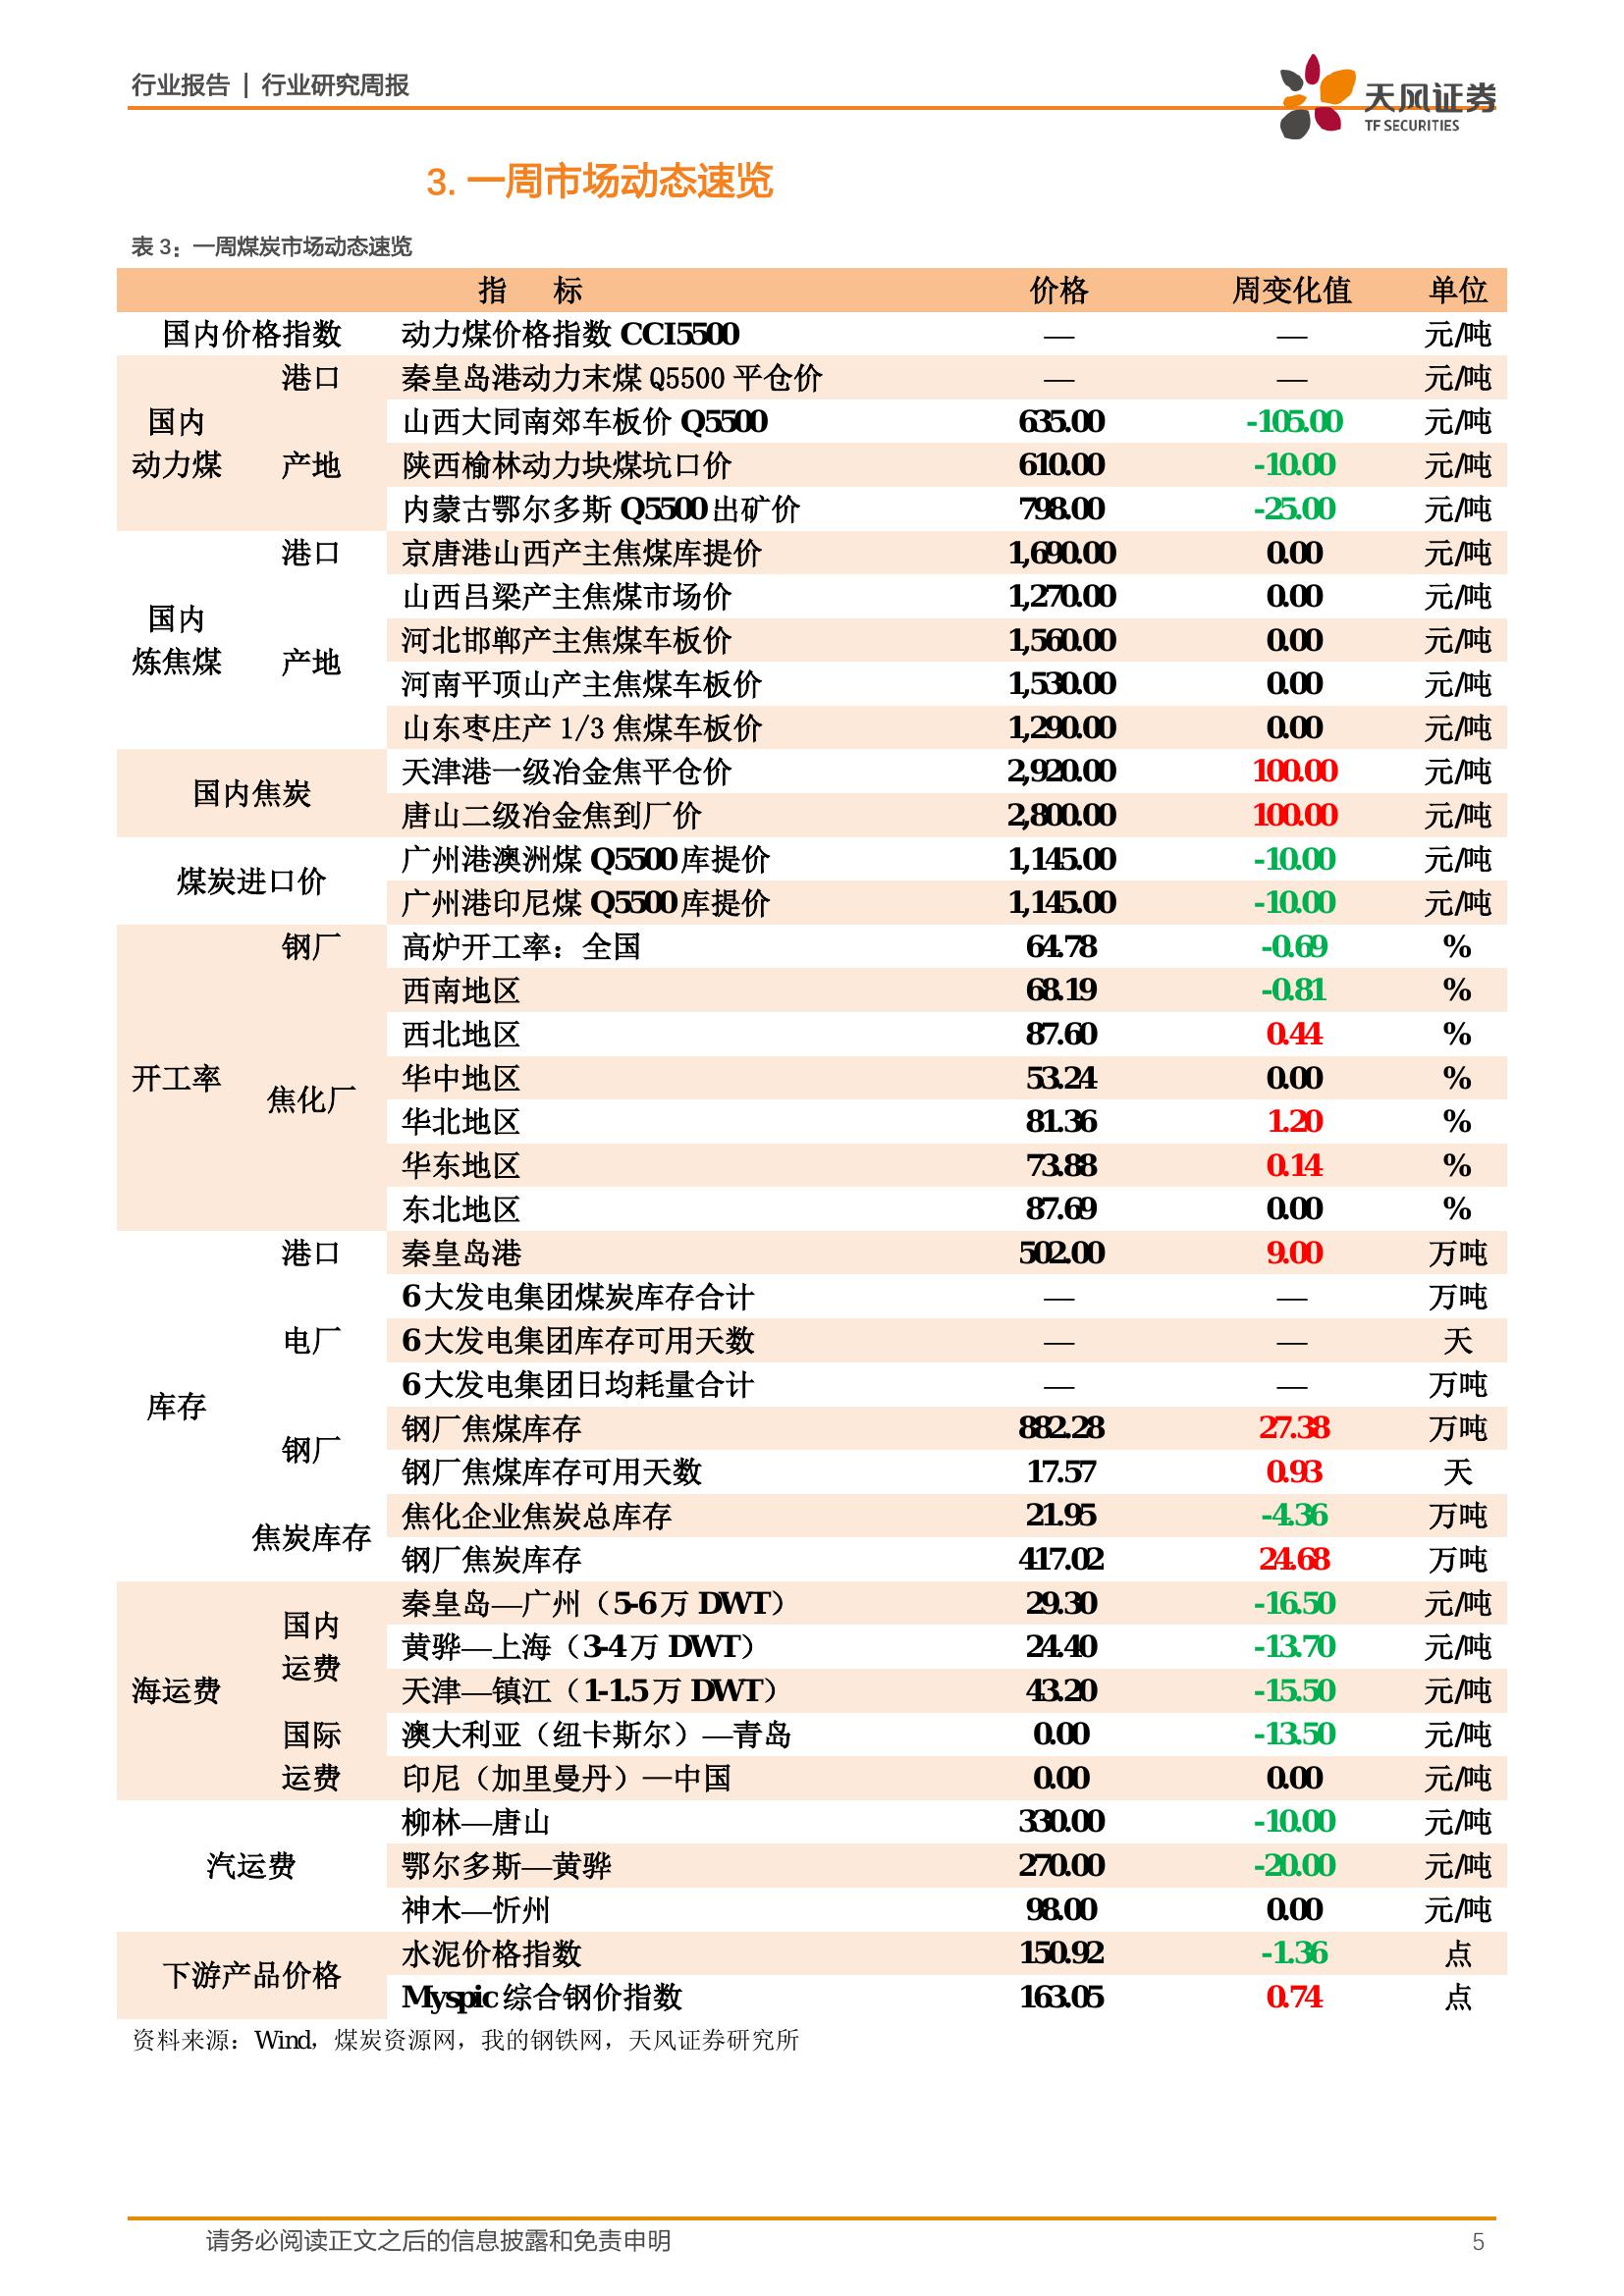 行业报告 | 行业研究周报
天风证券
TF SECURITIES
3. 一周市场动态速览
表 3：一周煤炭市场动态速览
指 标 价格 周变化值 单位
国内价格指数 动力煤价格指数 CCI5500 — — 元/吨
国内动力煤 港口 秦皇岛港动力末煤 Q5500 平仓价 — — 元/吨
产地 山西大同南郊车板价 Q5500 635.00 -105.00 元/吨
陕西榆林动力块煤坑口价 610.00 -10.00 元/吨
内蒙古鄂尔多斯 Q5500 出矿价 798.00 -25.00 元/吨
国内炼焦煤 港口 京唐港山西产主焦煤库提价 1,690.00 0.00 元/吨
产地 山西吕梁产主焦煤市场价 1,270.00 0.00 元/吨
河北邯郸产主焦煤车板价 1,560.00 0.00 元/吨
河南平顶山产主焦煤车板价 1,530.00 0.00 元/吨
山东枣庄产 1/3 焦煤车板价 1,290.00 0.00 元/吨
国内焦炭 天津港一级冶金焦平仓价 2,920.00 100.00 元/吨
唐山二级冶金焦到厂价 2,800.00 100.00 元/吨
煤炭进口价 广州港澳洲煤 Q5500 库提价 1,145.00 -10.00 元/吨
广州港印尼煤 Q5500 库提价 1,145.00 -10.00 元/吨
开工率 钢厂 高炉开工率：全国 64.78 -0.69 %
焦化厂 西南地区 68.19 -0.81 %
西北地区 87.60 0.44 %
华中地区 53.24 0.00 %
华北地区 81.36 1.20 %
华东地区 73.88 0.14 %
东北地区 87.69 0.00 %
库存 港口 秦皇岛港 502.00 9.00 万吨
电厂 6 大发电集团煤炭库存合计 — — 万吨
6 大发电集团库存可用天数 — — 天
6 大发电集团日均耗量合计 — — 万吨
钢厂 钢厂焦煤库存 882.28 27.38 万吨
钢厂焦煤库存可用天数 17.57 0.93 天
焦炭库存 焦化企业焦炭总库存 21.95 -4.36 万吨
钢厂焦炭库存 417.02 24.68 万吨
海运费 国内运费 秦皇岛—广州（5-6 万 DWT） 29.30 -16.50 元/吨
黄骅—上海（3-4 万 DWT） 24.40 -13.70 元/吨
天津—镇江（1-1.5 万 DWT） 43.20 -15.50 元/吨
国际运费 澳大利亚（纽卡斯尔）—青岛 0.00 -13.50 元/吨
印尼（加里曼丹）—中国 0.00 0.00 元/吨
汽运费 柳林—唐山 330.00 -10.00 元/吨
鄂尔多斯—黄骅 270.00 -20.00 元/吨
神木—忻州 98.00 0.00 元/吨
下游产品价格 水泥价格指数 150.92 -1.36 点
Myspic 综合钢价指数 163.05 0.74 点
资料来源：Wind，煤炭资源网，我的钢铁网，天风证券研究所
请务必阅读正文之后的信息披露和免责申明 5